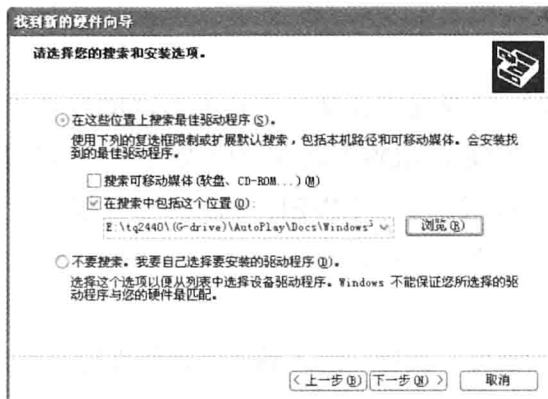 找到新的硬件向导
请选择您的搜索和安装选项。
在这些位置上搜索最佳驱动程序(S)。
使用下列的复选框限制或扩展默认搜索，包括本机路径和可移动媒体。会安装找
到的最佳驱动程序。
搜索可移动媒体(软盘、CD-ROM...)(M)
在搜索中包括这个位置(O):
E:\tq2440\(G-drive)\AutoPlay\Docs\Windows
浏览(R)
不要搜索。我要自己选择要安装的驱动程序(D)。
选择这个选项以便从列表中选择设备驱动程序。Windows 不能保证您所选择的驱
动程序与您的硬件最匹配。
< 上一步(B) 下一步(N) > 取消